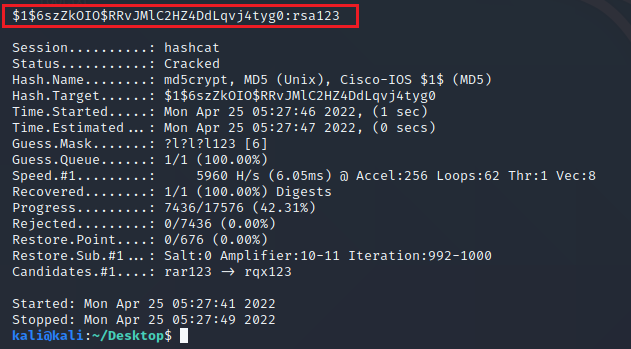 $1$6szZkOIO$RRvJMlC2HZ4DdLqvj4tyg0:rsa123
Session..........: hashcat
Status...........: Cracked
Hash.Name........: md5crypt, MD5 (Unix), Cisco-IOS $1$ (MD5)
Hash.Target......: $1$6szZkOIO$RRvJMlC2HZ4DdLqvj4tyg0
Time.Started.....: Mon Apr 25 05:27:46 2022, (1 sec)
Time.Estimated...: Mon Apr 25 05:27:47 2022, (0 secs)
Guess.Mask.......: ?l?l?l123 [6]
Guess.Queue......: 1/1 (100.00%)
Speed.#1.........:     5960 H/s (6.05ms) @ Accel:256 Loops:62 Thr:1 Vec:8
Recovered........: 1/1 (100.00%) Digests
Progress.........: 7436/17576 (42.31%)
Rejected.........: 0/7436 (0.00%)
Restore.Point....: 0/676 (0.00%)
Restore.Sub.#1...: Salt:0 Amplifier:10-11 Iteration:992-1000
Candidates.#1....: rar123 -> rqx123
Started: Mon Apr 25 05:27:41 2022
Stopped: Mon Apr 25 05:27:49 2022
kali@kali:~/Desktop$